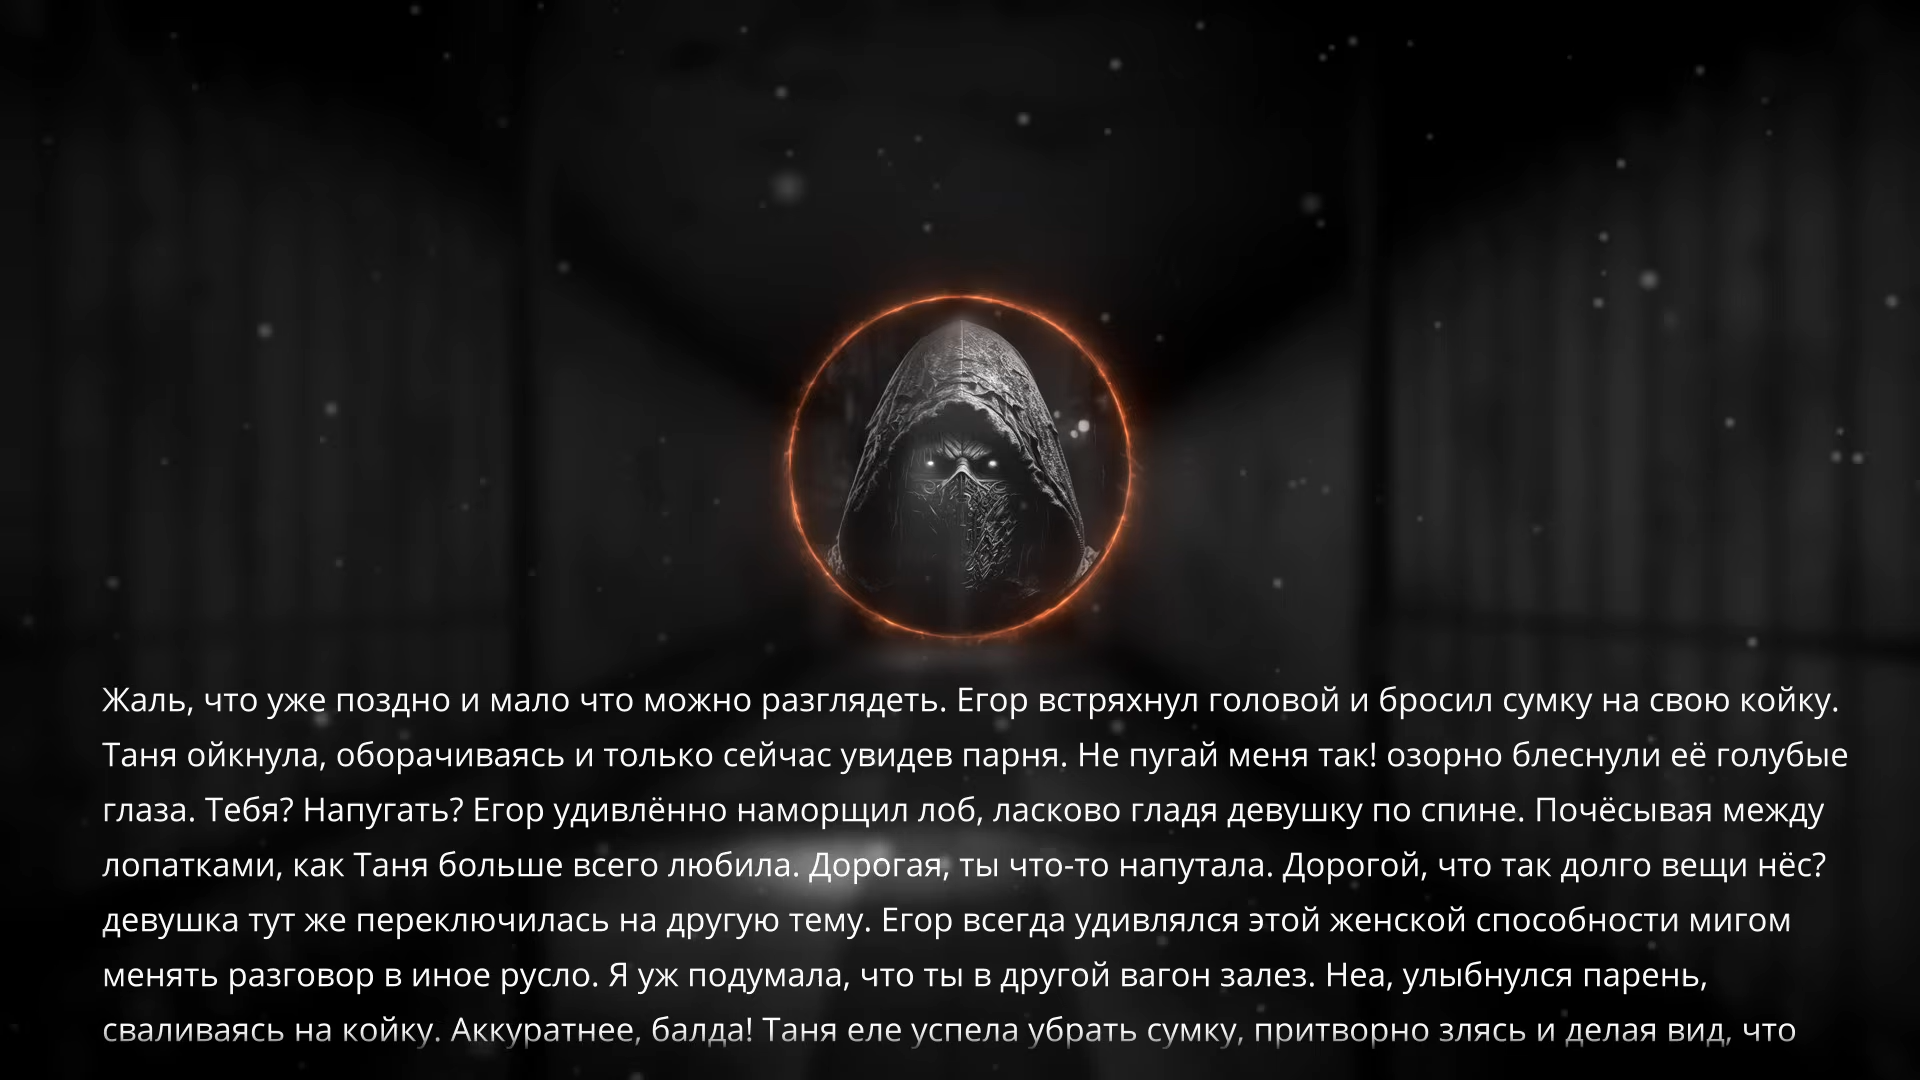 Жаль, что уже поздно и мало что можно разглядеть. Егор встряхнул головой и бросил сумку на свою койку.
Таня ойкнула, оборачиваясь и только сейчас увидев парня. Не пугай меня так! озорно блеснули её голубые
глаза. Тебя? Напугать? Егор удивлённо наморщил лоб, ласково гладя девушку по спине. Почёсывая между
лопатками, как Таня больше всего любила. Дорогая, ты что-то напутала. Дорогой, что так долго вещи нёс?
девушка тут же переключилась на другую тему. Егор всегда удивлялся этой женской способности мигом
менять разговор в иное русло. Я уж подумала, что ты в другой вагон залез. Неа, улыбнулся парень,
сваливаясь на койку. Аккуратнее, балда! Таня еле успела убрать сумку, притворно злясь и делая вид, что